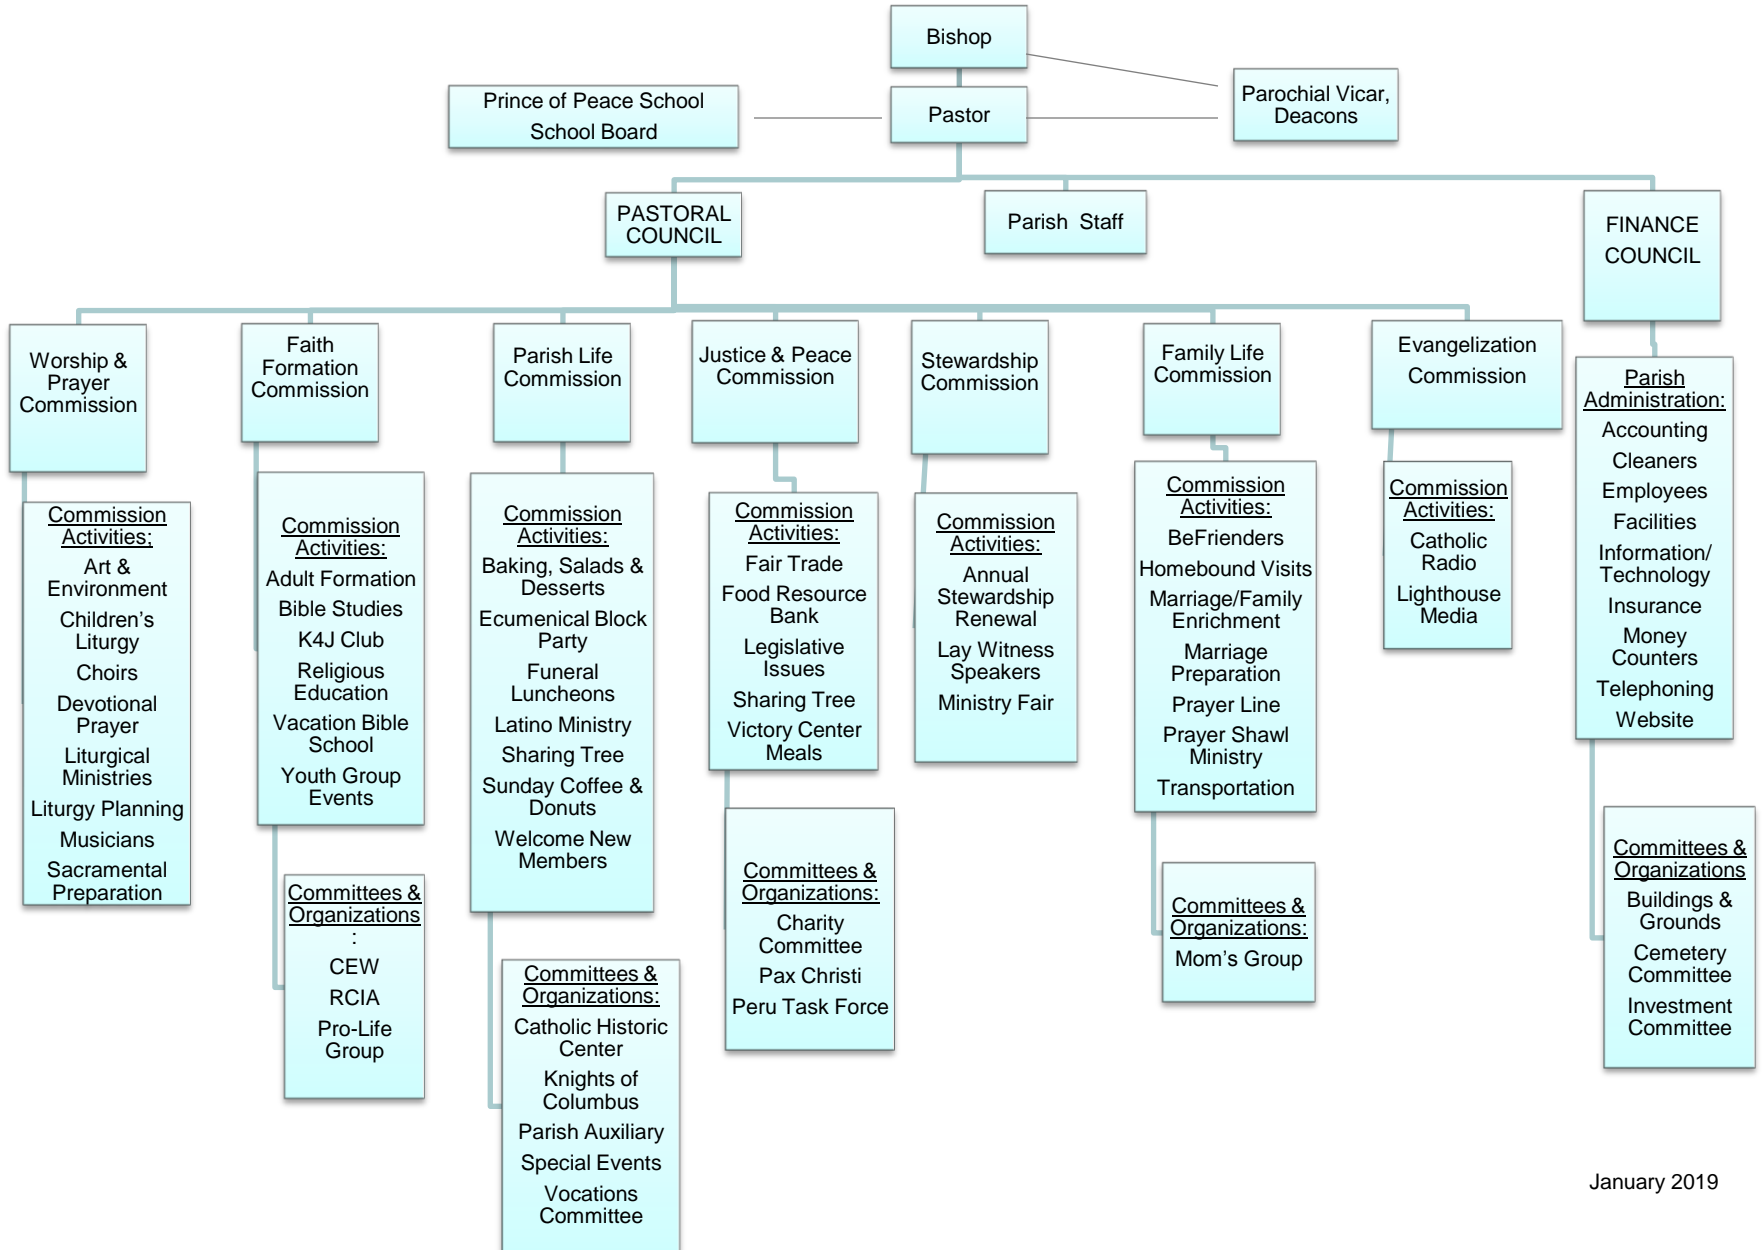 Bishop
Prince of Peace School
School Board
Pastor
Parochial Vicar,
Deacons
PASTORAL
COUNCIL
Parish Staff
FINANCE
COUNCIL
Worship &
Prayer
Commission
Faith
Formation
Commission
Parish Life
Commission
Justice & Peace
Commission
Stewardship
Commission
Family Life
Commission
Evangelization
Commission
Commission
Activities;
Art &
Environment
Children’s
Liturgy
Choirs
Devotional
Prayer
Liturgical
Ministries
Liturgy Planning
Musicians
Sacramental
Preparation
Commission
Activities:
Adult Formation
Bible Studies
K4J Club
Religious
Education
Vacation Bible
School
Youth Group
Events
Committees &
Organizations
:
CEW
RCIA
Pro-Life
Group
Commission
Activities:
Baking, Salads &
Desserts
Ecumenical Block
Party
Funeral
Luncheons
Latino Ministry
Sharing Tree
Sunday Coffee &
Donuts
Welcome New
Members
Committees &
Organizations:
Catholic Historic
Center
Knights of
Columbus
Parish Auxiliary
Special Events
Vocations
Committee
Commission
Activities:
Fair Trade
Food Resource
Bank
Legislative
Issues
Sharing Tree
Victory Center
Meals
Committees &
Organizations:
Charity
Committee
Pax Christi
Peru Task Force
Commission
Activities:
Annual
Stewardship
Renewal
Lay Witness
Speakers
Ministry Fair
Commission
Activities:
BeFrienders
Homebound Visits
Marriage/Family
Enrichment
Marriage
Preparation
Prayer Line
Prayer Shawl
Ministry
Transportation
Committees &
Organizations:
Mom’s Group
Commission
Activities:
Catholic
Radio
Lighthouse
Media
Parish
Administration:
Accounting
Cleaners
Employees
Facilities
Information/
Technology
Insurance
Money
Counters
Telephoning
Website
Committees &
Organizations
Buildings &
Grounds
Cemetery
Committee
Investment
Committee
January 2019